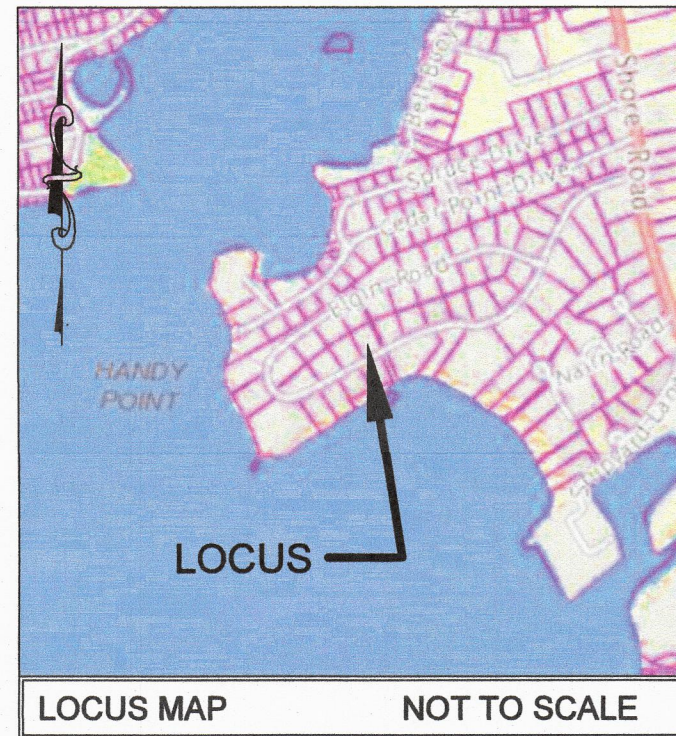 Bell Buoy R
Shore Road
Spruce Drive
Cedar Point Drive
Elgin Road
HANDY
POINT
Nairn Road
Shipyard Lane
LOCUS
LOCUS MAP NOT TO SCALE